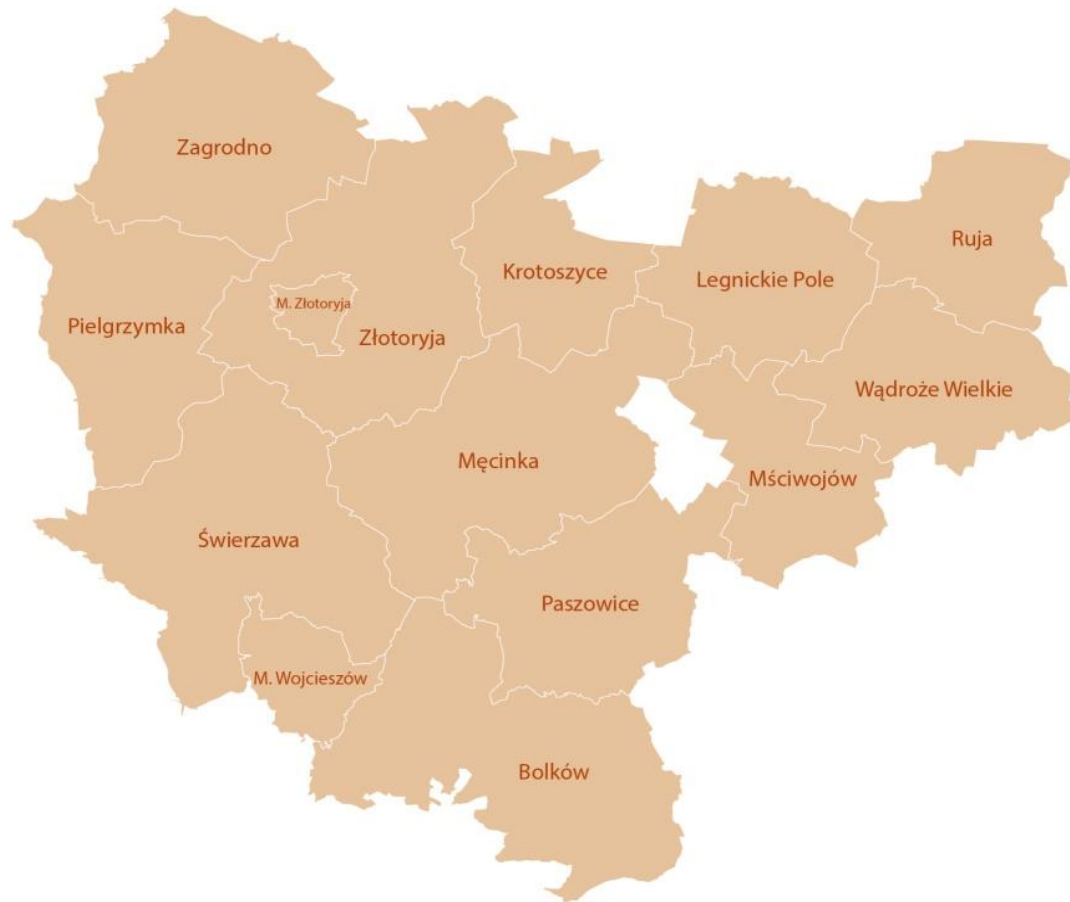 Zagrodno
Ruja
Krotoszyce
Legnickie Pole
M. Złotoryja
Pielgrzymka
Złotoryja
Wądroże Wielkie
Męcinka
Mściwojów
Świerzawa
Paszowice
M. Wojcieszów
Bolków